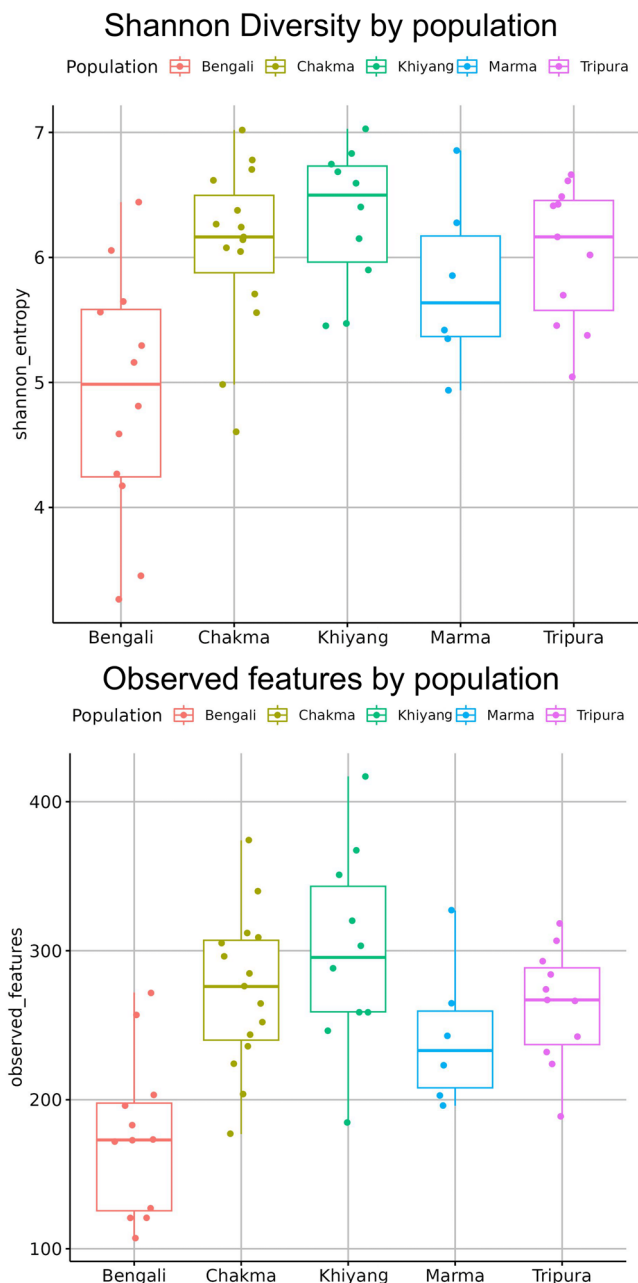 Shannon Diversity by population
Population Bengali Chakma Khiyang Marma Tripura
7
6
5
4
shannon_entropy
Bengali Chakma Khiyang Marma Tripura
Observed features by population
Population Bengali Chakma Khiyang Marma Tripura
400
300
200
100
observed_features
Bengali Chakma Khiyang Marma Tripura